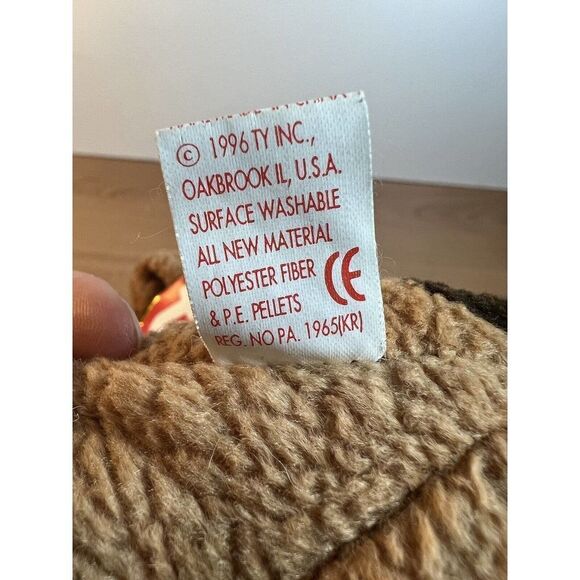 © 1996 TY INC.,
OAKBROOK IL, U.S.A.
SURFACE WASHABLE
ALL NEW MATERIAL
POLYESTER FIBER
& P.E. PELLETS CE
REG. NO PA. 1965(KR)